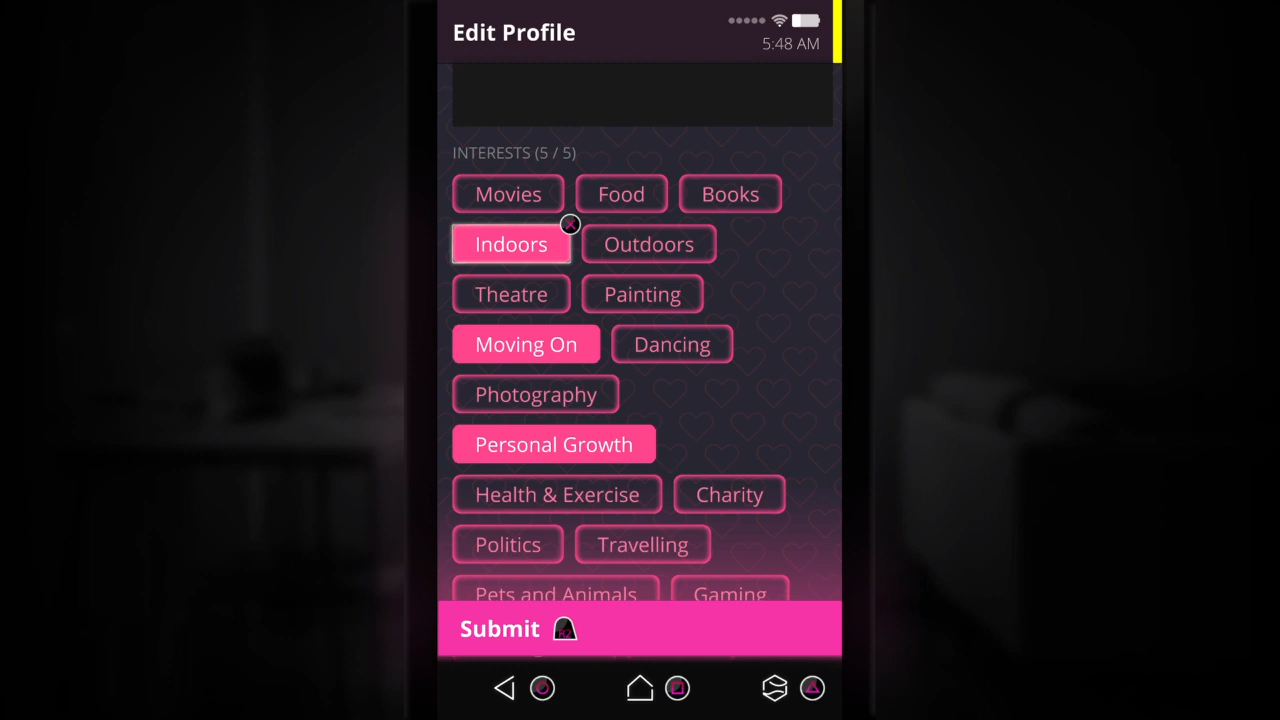 Edit Profile
5:48 AM
INTERESTS (5 / 5)
Movies Food Books
Indoors Outdoors
Theatre Painting
Moving On Dancing
Photography
Personal Growth
Health & Exercise Charity
Politics Travelling
Pets and Animals Gaming
Submit R2